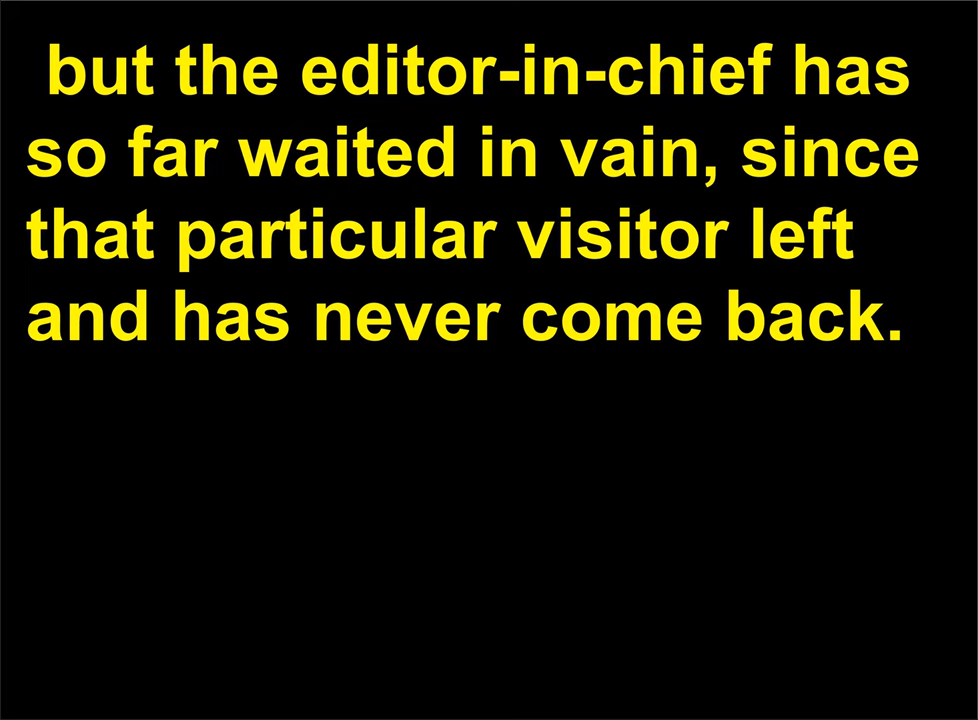 but the editor-in-chief has
so far waited in vain, since
that particular visitor left
and has never come back.